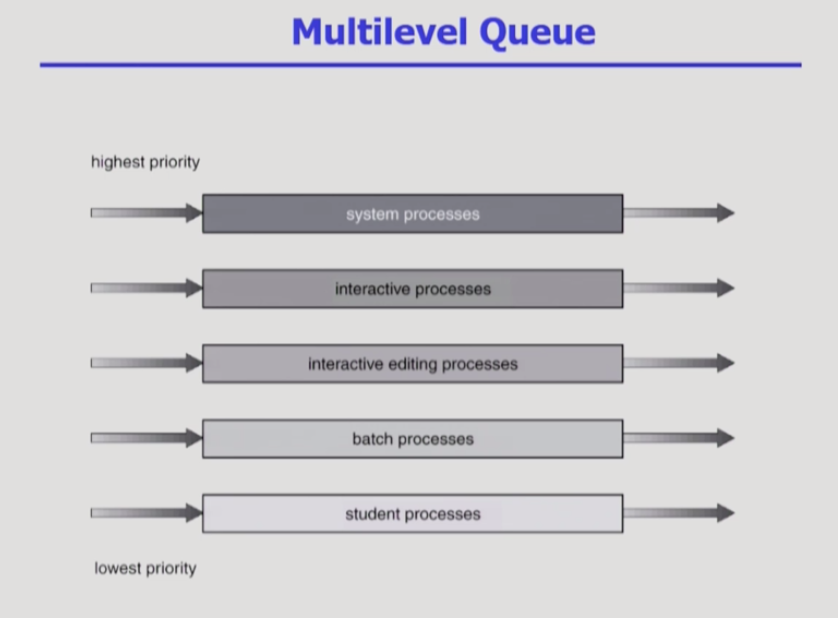 Multilevel Queue
highest priority
system processes
interactive processes
interactive editing processes
batch processes
student processes
lowest priority